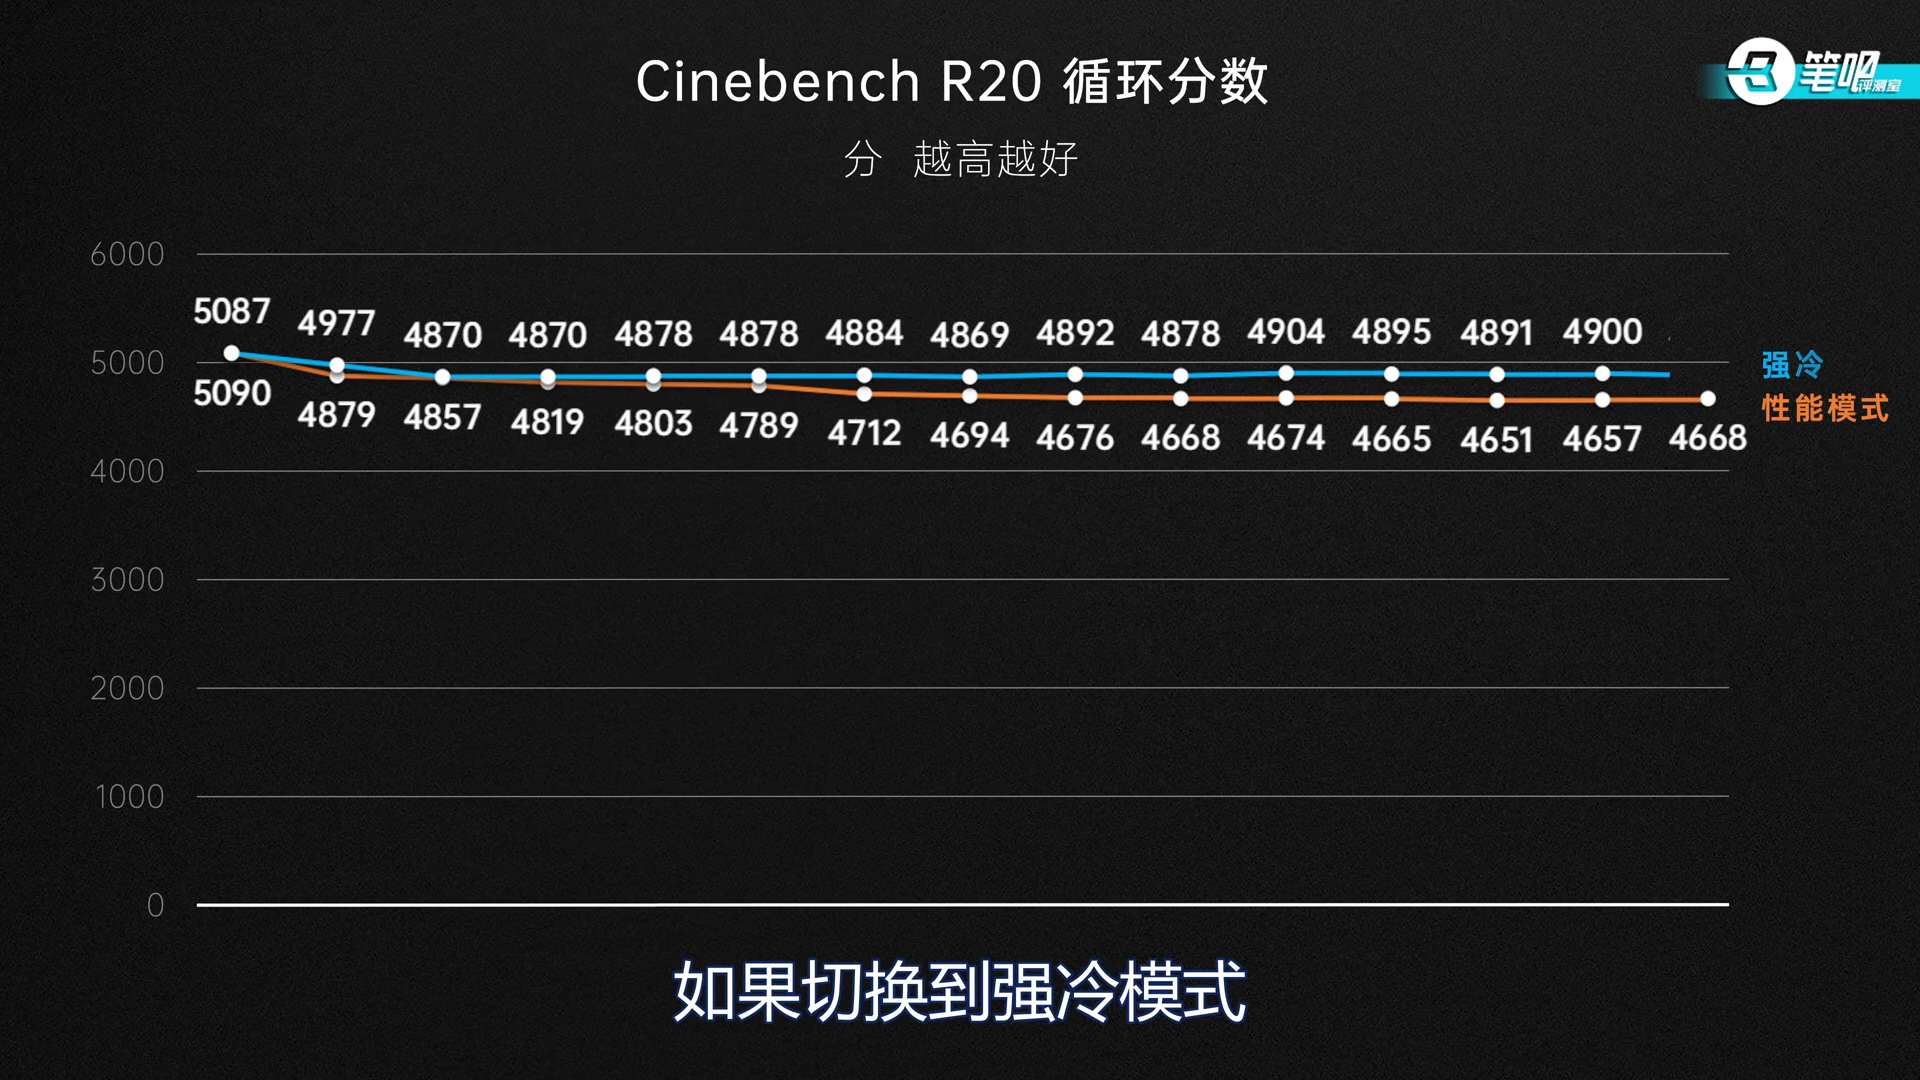 Cinebench R20 循环分数
分 越高越好
笔吧
评测室
6000
5087 4977 4870 4870 4878 4878 4884 4869 4892 4878 4904 4895 4891 4900
5000
强冷
性能模式
5090 4879 4857 4819 4803 4789 4712 4694 4676 4668 4674 4665 4651 4657 4668
4000
3000
2000
1000
0
如果切换到强冷模式